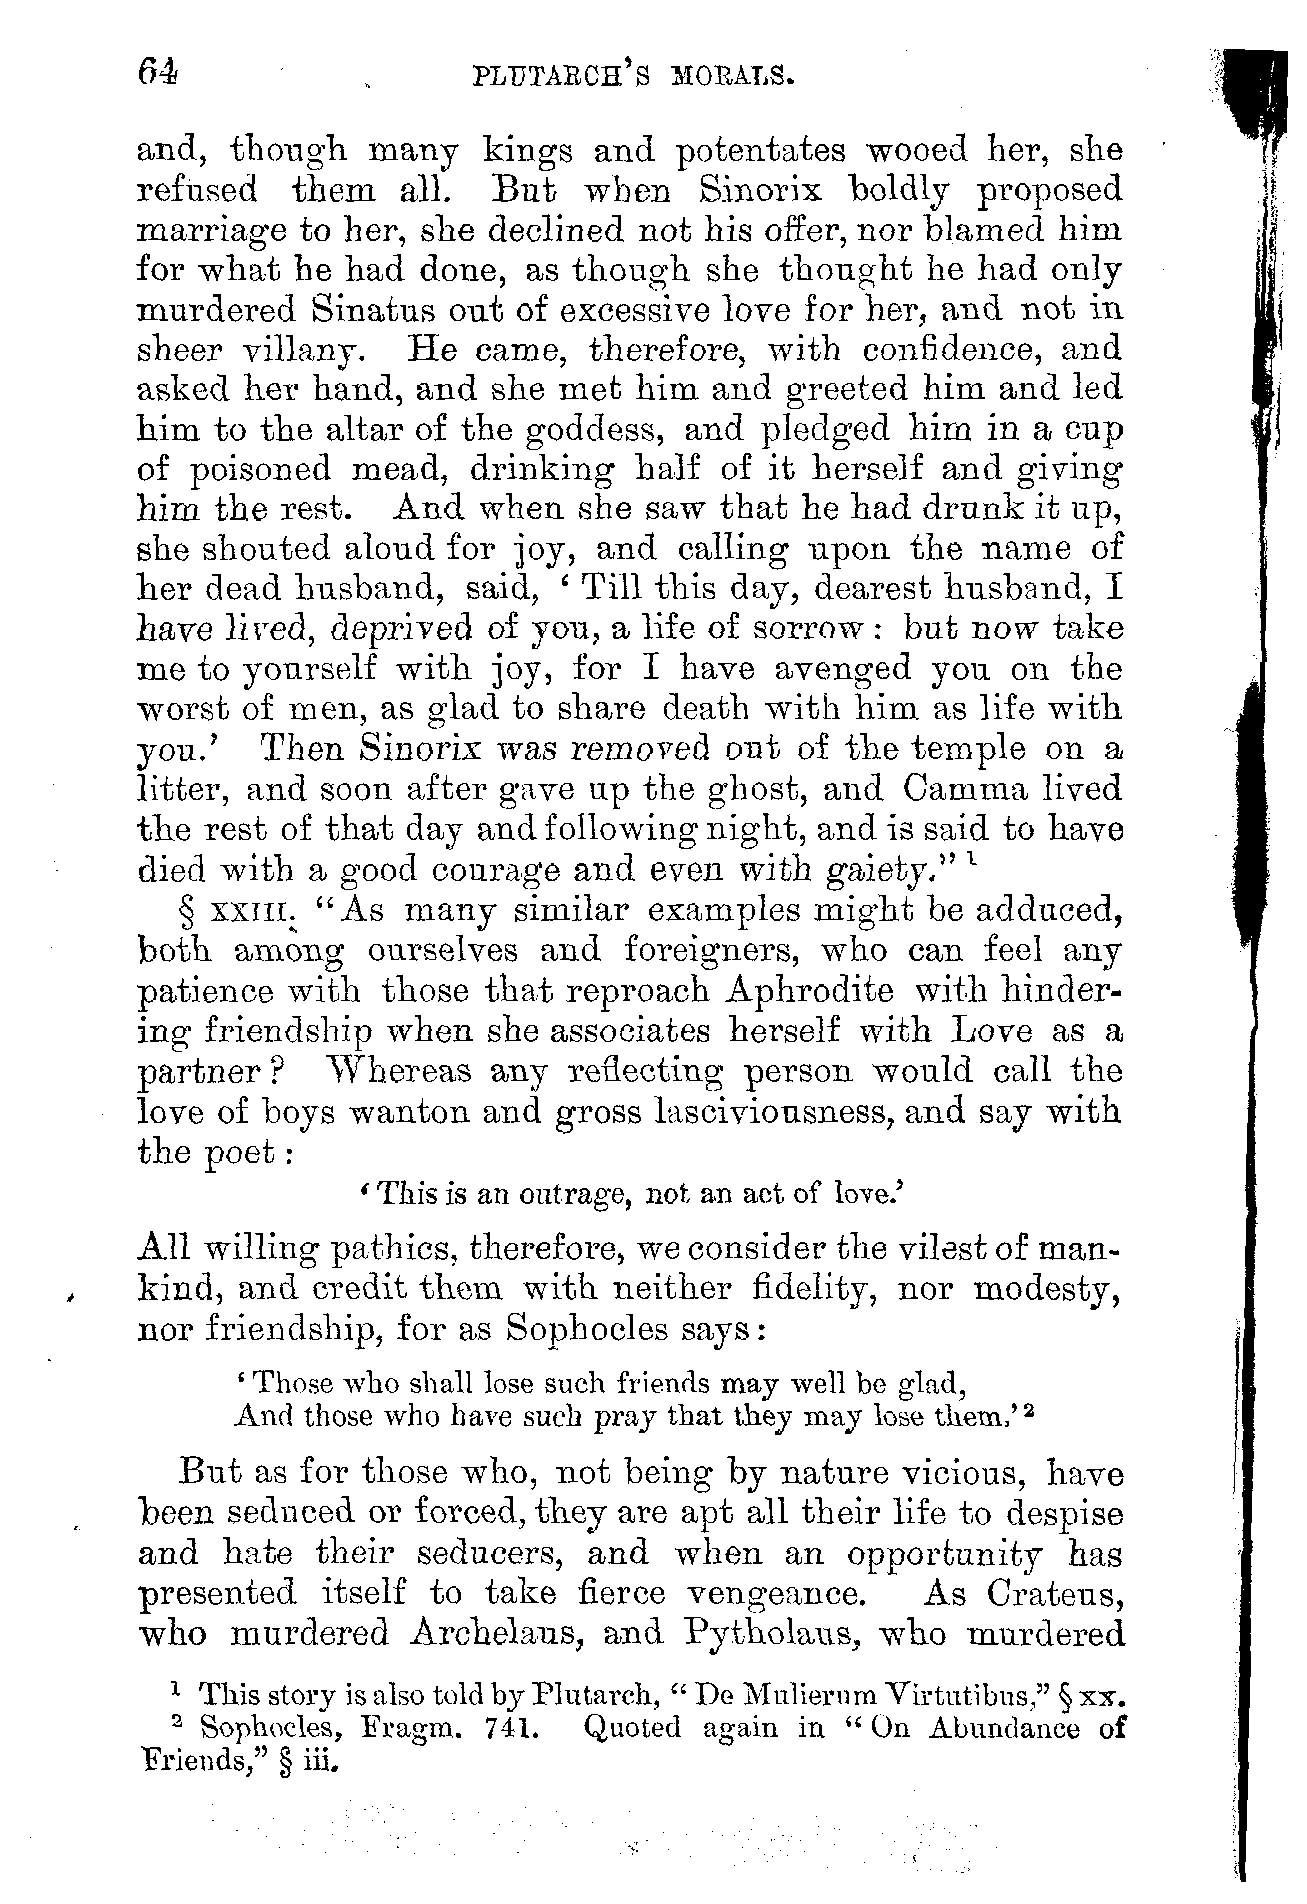 64
PLUTARCH'S MORALS.
and, though many kings and potentates wooed her, she
refused them all. But when Sinorix boldly proposed
marriage to her, she declined not his offer, nor blamed him
for what he had done, as though she thought he had only
murdered Sinatus out of excessive love for her, and not in
sheer villany. He came, therefore, with confidence, and
asked her hand, and she met him and greeted him and led
him to the altar of the goddess, and pledged him in a cup
of poisoned mead, drinking half of it herself and giving
him the rest. And when she saw that he had drunk it up,
she shouted aloud for joy, and calling upon the name of
her dead husband, said, ‘Till this day, dearest husband, I
have lived, deprived of you, a life of sorrow: but now take
me to yourself with joy, for I have avenged you on the
worst of men, as glad to share death with him as life with
you.’ Then Sinorix was removed out of the temple on a
litter, and soon after gave up the ghost, and Camma lived
the rest of that day and following night, and is said to have
died with a good courage and even with gaiety.” ¹
§ XXIII. “As many similar examples might be adduced,
both among ourselves and foreigners, who can feel any
patience with those that reproach Aphrodite with hinder-
ing friendship when she associates herself with Love as a
partner? Whereas any reflecting person would call the
love of boys wanton and gross lasciviousness, and say with
the poet:
‘This is an outrage, not an act of love.’
All willing pathics, therefore, we consider the vilest of man-
kind, and credit them with neither fidelity, nor modesty,
nor friendship, for as Sophocles says:
‘Those who shall lose such friends may well be glad,
And those who have such pray that they may lose them.’ ²
But as for those who, not being by nature vicious, have
been seduced or forced, they are apt all their life to despise
and hate their seducers, and when an opportunity has
presented itself to take fierce vengeance. As Crateus,
who murdered Archelaus, and Pytholaus, who murdered
¹ This story is also told by Plutarch, “De Mulierum Virtutibus,” § xx.
² Sophocles, Fragm. 741. Quoted again in “On Abundance of
Friends,” § iii.